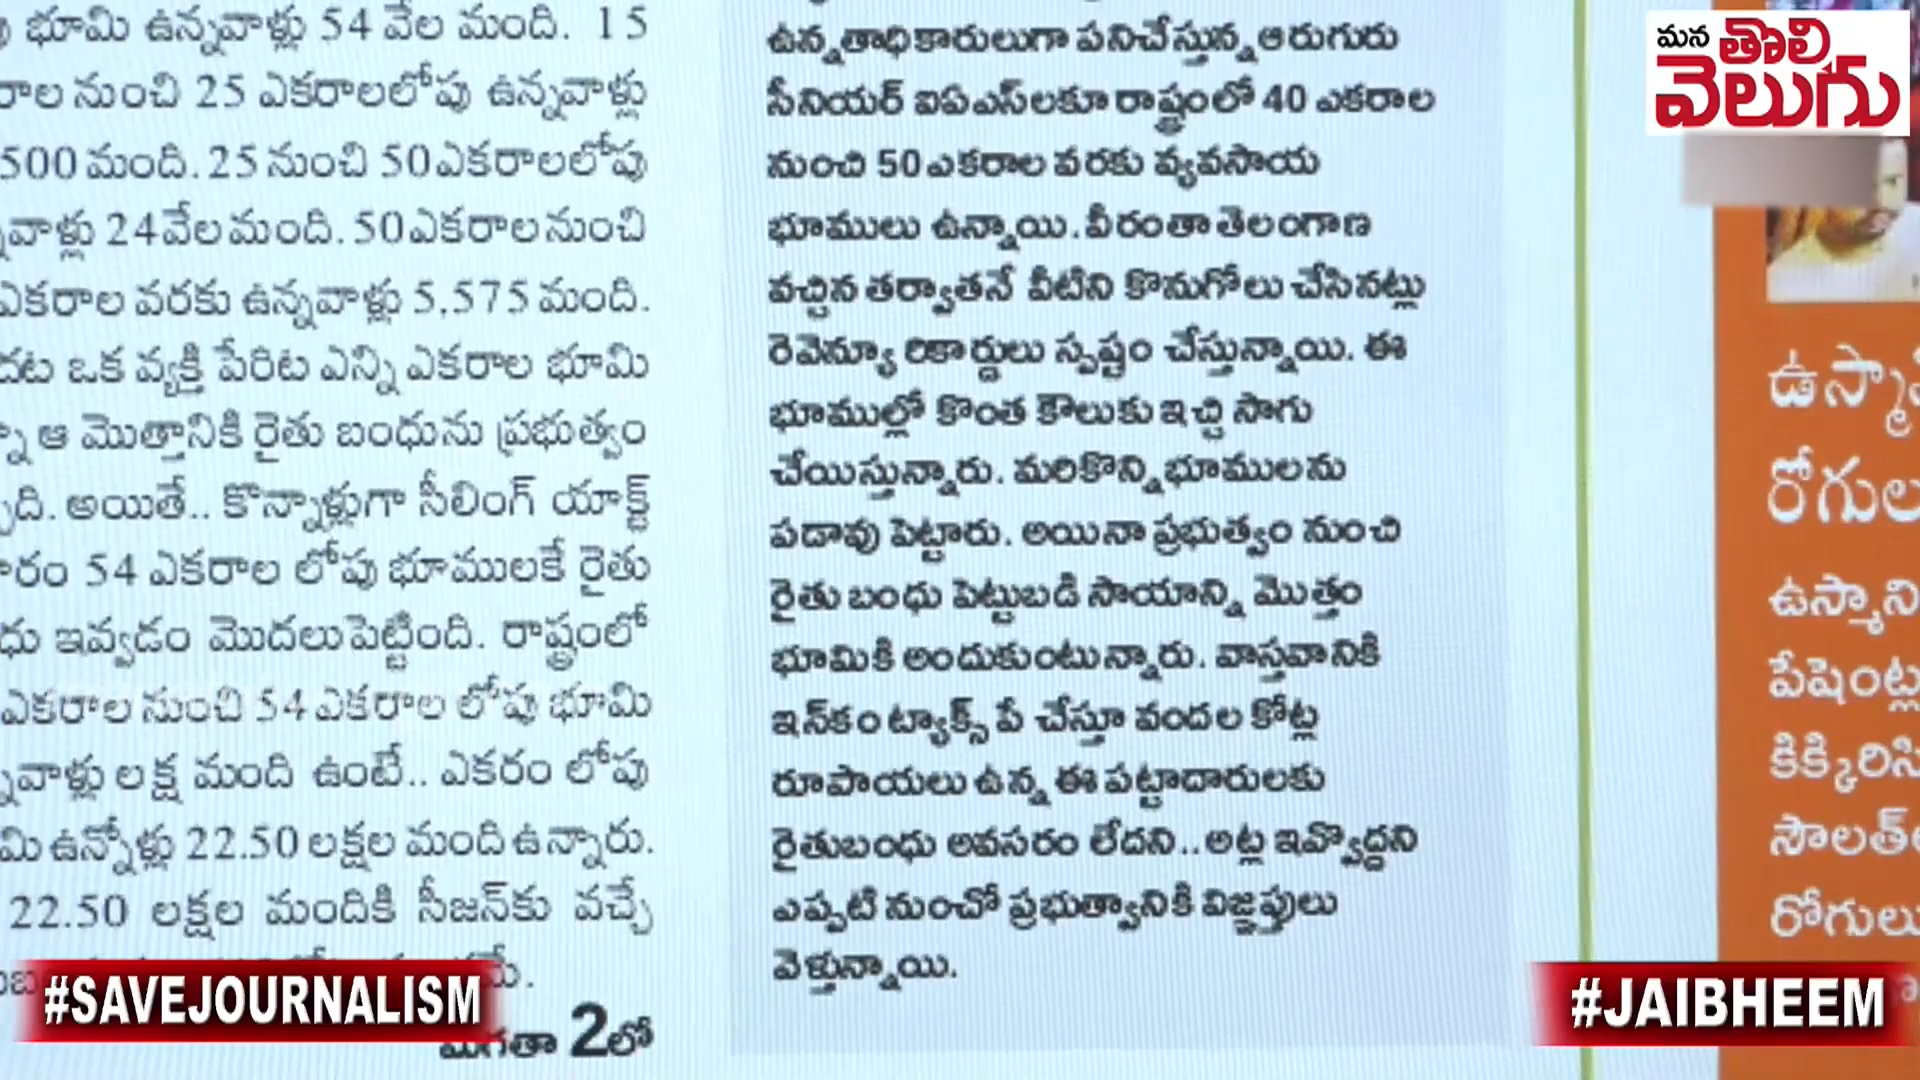 భూమి ఉన్నవాళ్లు 54 వేల మంది. 15
నుంచి 25 ఎకరాలలోపు ఉన్నవాళ్లు
500 మంది. 25 నుంచి 50 ఎకరాలలోపు
24 వేల మంది. 50 ఎకరాల నుంచి
ఎకరాల వరకు ఉన్నవాళ్లు 5,575 మంది.
ఒక వ్యక్తి పేరిట ఎన్ని ఎకరాల భూమి
ఆ మొత్తానికి రైతు బంధును ప్రభుత్వం
అయితే.. కొన్నాళ్లుగా సీలింగ్ యాక్ట్
54 ఎకరాల లోపు భూములకే రైతు
ఇవ్వడం మొదలుపెట్టింది. రాష్ట్రంలో
ఎకరాల నుంచి 54 ఎకరాల లోపు భూమి
లక్ష మంది ఉంటే.. ఎకరం లోపు
ఉన్నోళ్లు 22.50 లక్షల మంది ఉన్నారు.
22.50 లక్షల మందికి సీజన్‌కు వచ్చే
మిగతా 2లో
ఉన్నతాధికారులుగా పనిచేస్తున్న ఆరుగురు
సీనియర్ ఐఏఎస్‌లకూ రాష్ట్రంలో 40 ఎకరాల
నుంచి 50 ఎకరాల వరకు వ్యవసాయ
భూములు ఉన్నాయి. వీరంతా తెలంగాణ
వచ్చిన తర్వాతనే వీటిని కొనుగోలు చేసినట్లు
రెవెన్యూ రికార్డులు స్పష్టం చేస్తున్నాయి. ఈ
భూముల్లో కొంత కౌలుకు ఇచ్చి సాగు
చేయిస్తున్నారు. మరికొన్ని భూములను
పడావు పెట్టారు. అయినా ప్రభుత్వం నుంచి
రైతు బంధు పెట్టుబడి సాయాన్ని మొత్తం
భూమికి అందుకుంటున్నారు. వాస్తవానికి
ఇన్‌కం ట్యాక్స్ పే చేస్తూ వందల కోట్ల
రూపాయలు ఉన్న ఈ పట్టాదారులకు
రైతుబంధు అవసరం లేదని.. అట్ల ఇవ్వొద్దని
ఎప్పటి నుంచో ప్రభుత్వానికి విజ్ఞప్తులు
వెళ్తున్నాయి.
మన
తొలి
వెలుగు
రోగుల
రోగులు
#SAVEJOURNALISM
#JAIBHEEM